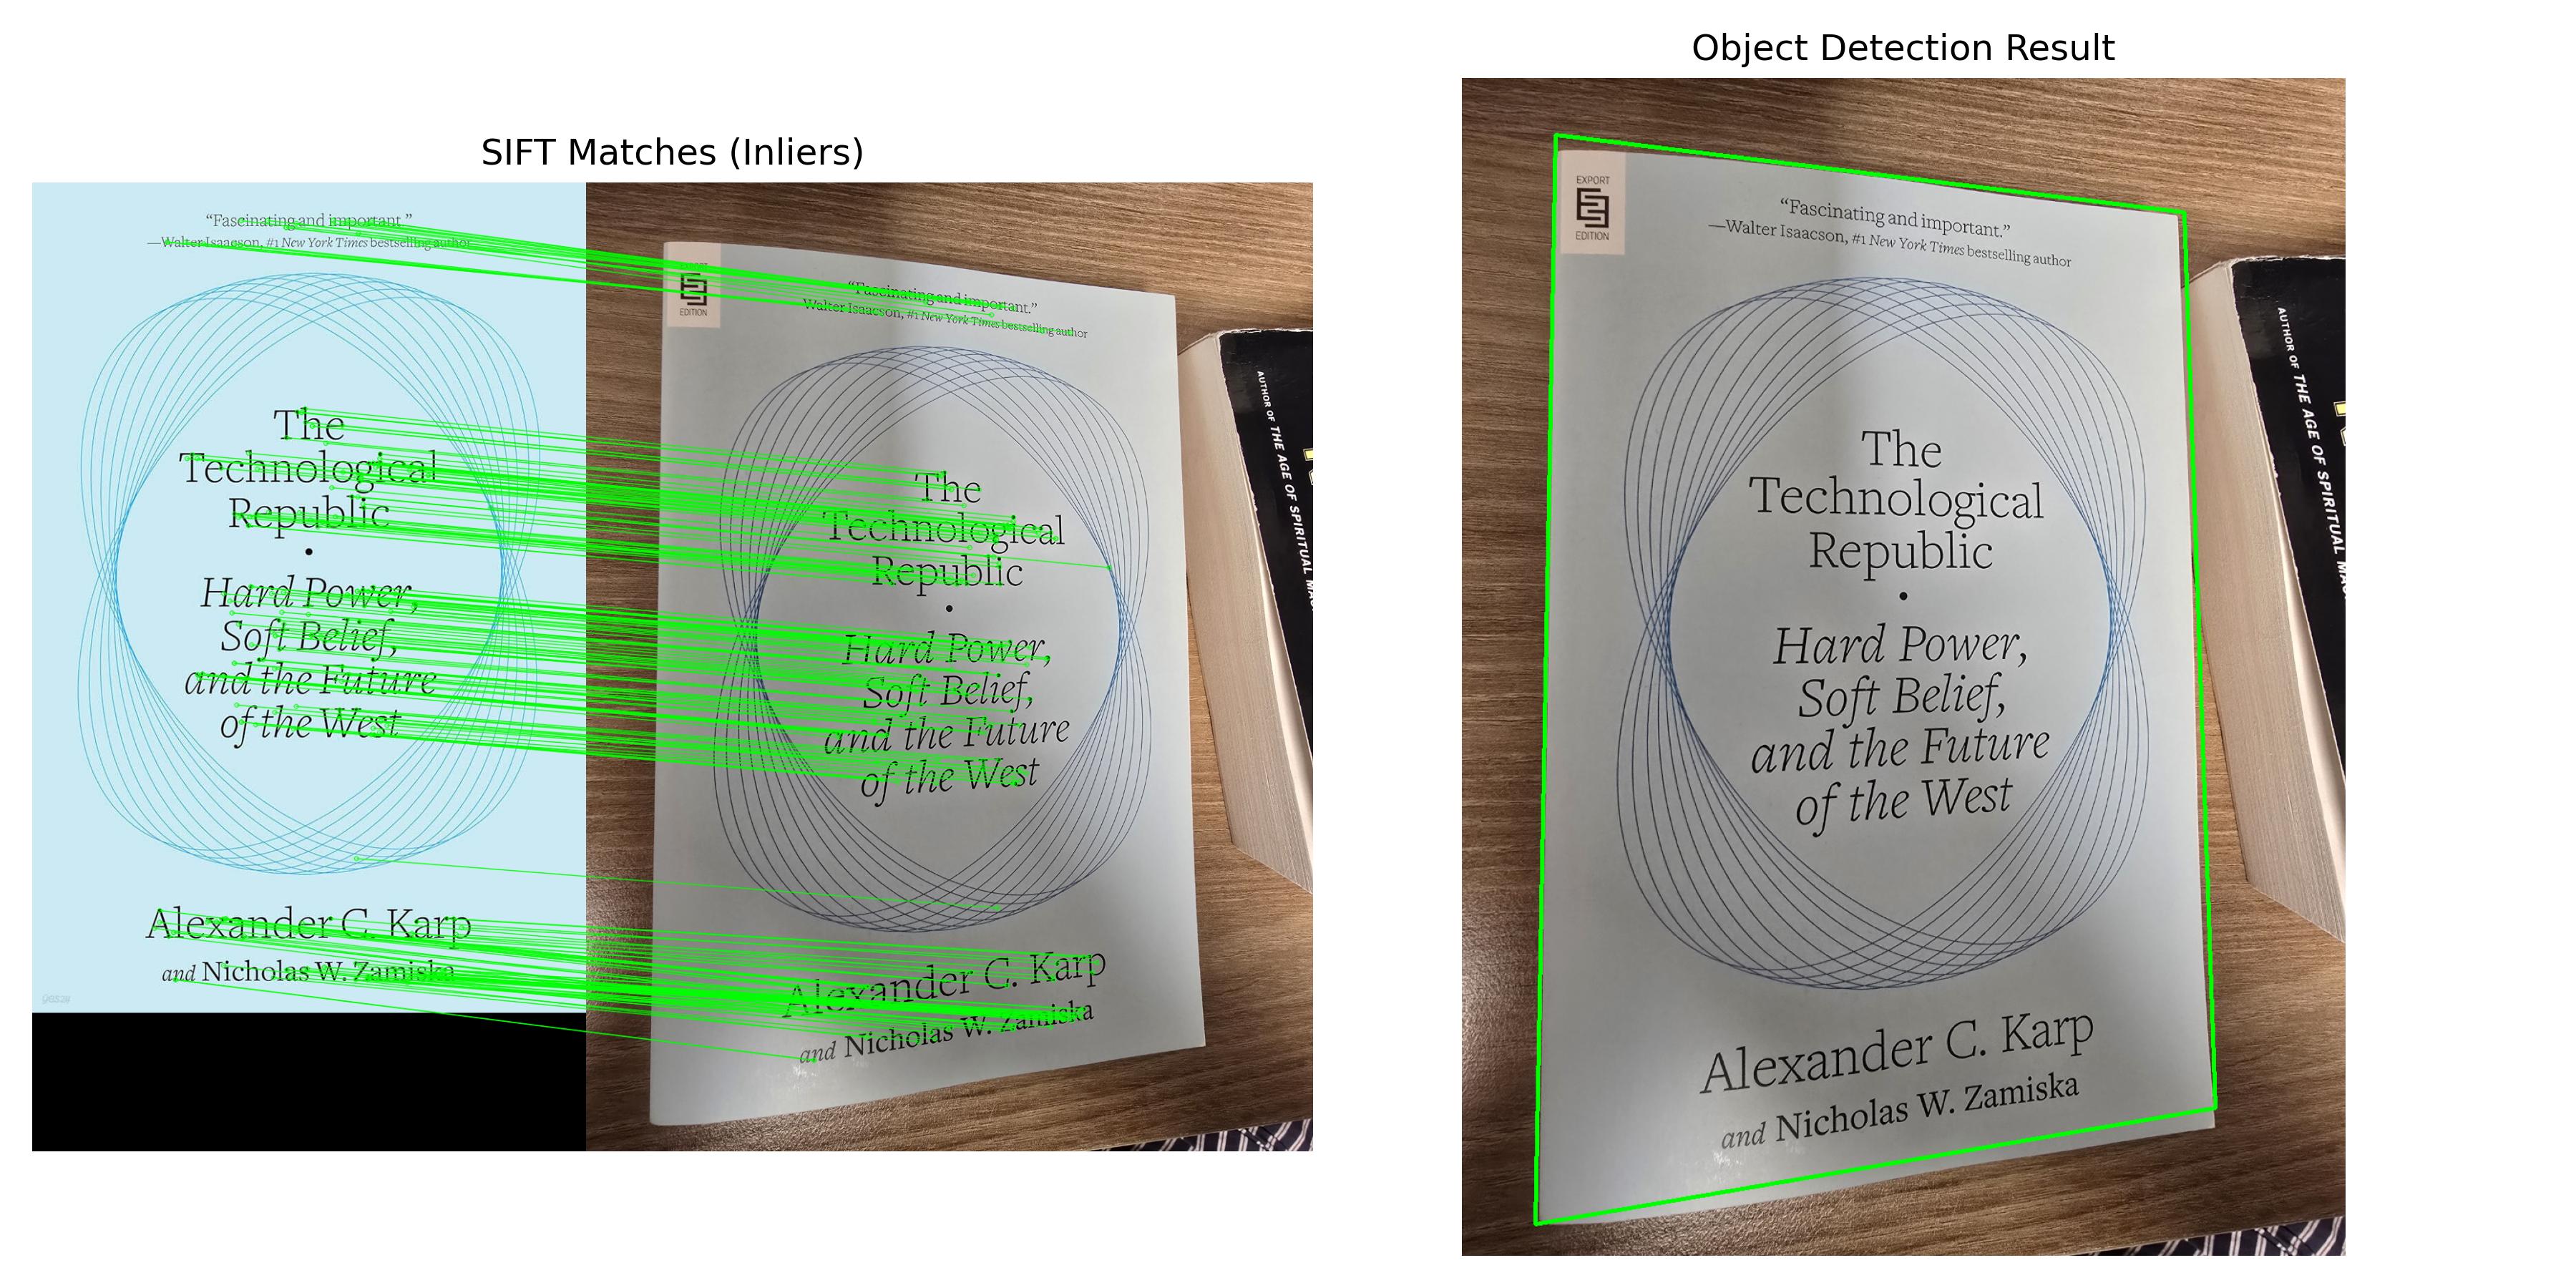 SIFT Matches (Inliers)
“Fascinating and important.”
—Walter Isaacson, #1 New York Times bestselling author
The
Technological
Republic
•
Hard Power,
Soft Belief,
and the Future
of the West
Alexander C. Karp
and Nicholas W. Zamiska
EXPORT
EDITION
“Fascinating and important.”
Walter Isaacson, #1 New York Times bestselling author
The
Technological
Republic
•
Hard Power,
Soft Belief,
and the Future
of the West
Alexander C. Karp
and Nicholas W. Zamiska
AUTHOR OF THE AGE OF SPIRITUAL
Object Detection Result
EXPORT
EDITION
“Fascinating and important.”
—Walter Isaacson, #1 New York Times bestselling author
The
Technological
Republic
•
Hard Power,
Soft Belief,
and the Future
of the West
Alexander C. Karp
and Nicholas W. Zamiska
AUTHOR OF THE AGE OF SPIRITUAL